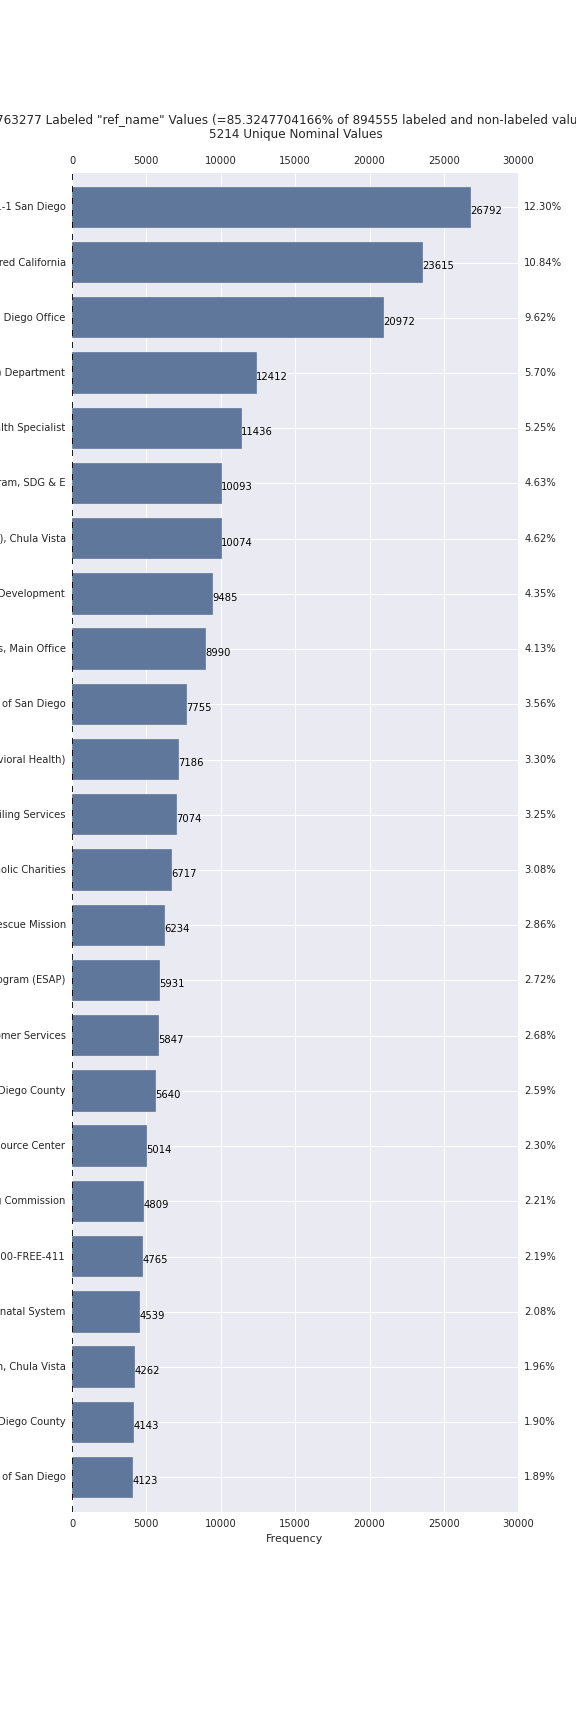 763277 Labeled "ref_name" Values (=85.3247704166% of 894555 labeled and non-labeled valu
5214 Unique Nominal Values
0 5000 10000 15000 20000 25000 30000
-1 San Diego 26792 12.30%
red California 23615 10.84%
Diego Office 20972 9.62%
) Department 12412 5.70%
lth Specialist 11436 5.25%
ram, SDG & E 10093 4.63%
), Chula Vista 10074 4.62%
Development 9485 4.35%
s, Main Office 8990 4.13%
of San Diego 7755 3.56%
vioral Health) 7186 3.30%
iling Services 7074 3.25%
olic Charities 6717 3.08%
escue Mission 6234 2.86%
ogram (ESAP) 5931 2.72%
omer Services 5847 2.68%
Diego County 5640 2.59%
ource Center 5014 2.30%
g Commission 4809 2.21%
00-FREE-411 4765 2.19%
natal System 4539 2.08%
n, Chula Vista 4262 1.96%
Diego County 4143 1.90%
of San Diego 4123 1.89%
0 5000 10000 15000 20000 25000 30000
Frequency